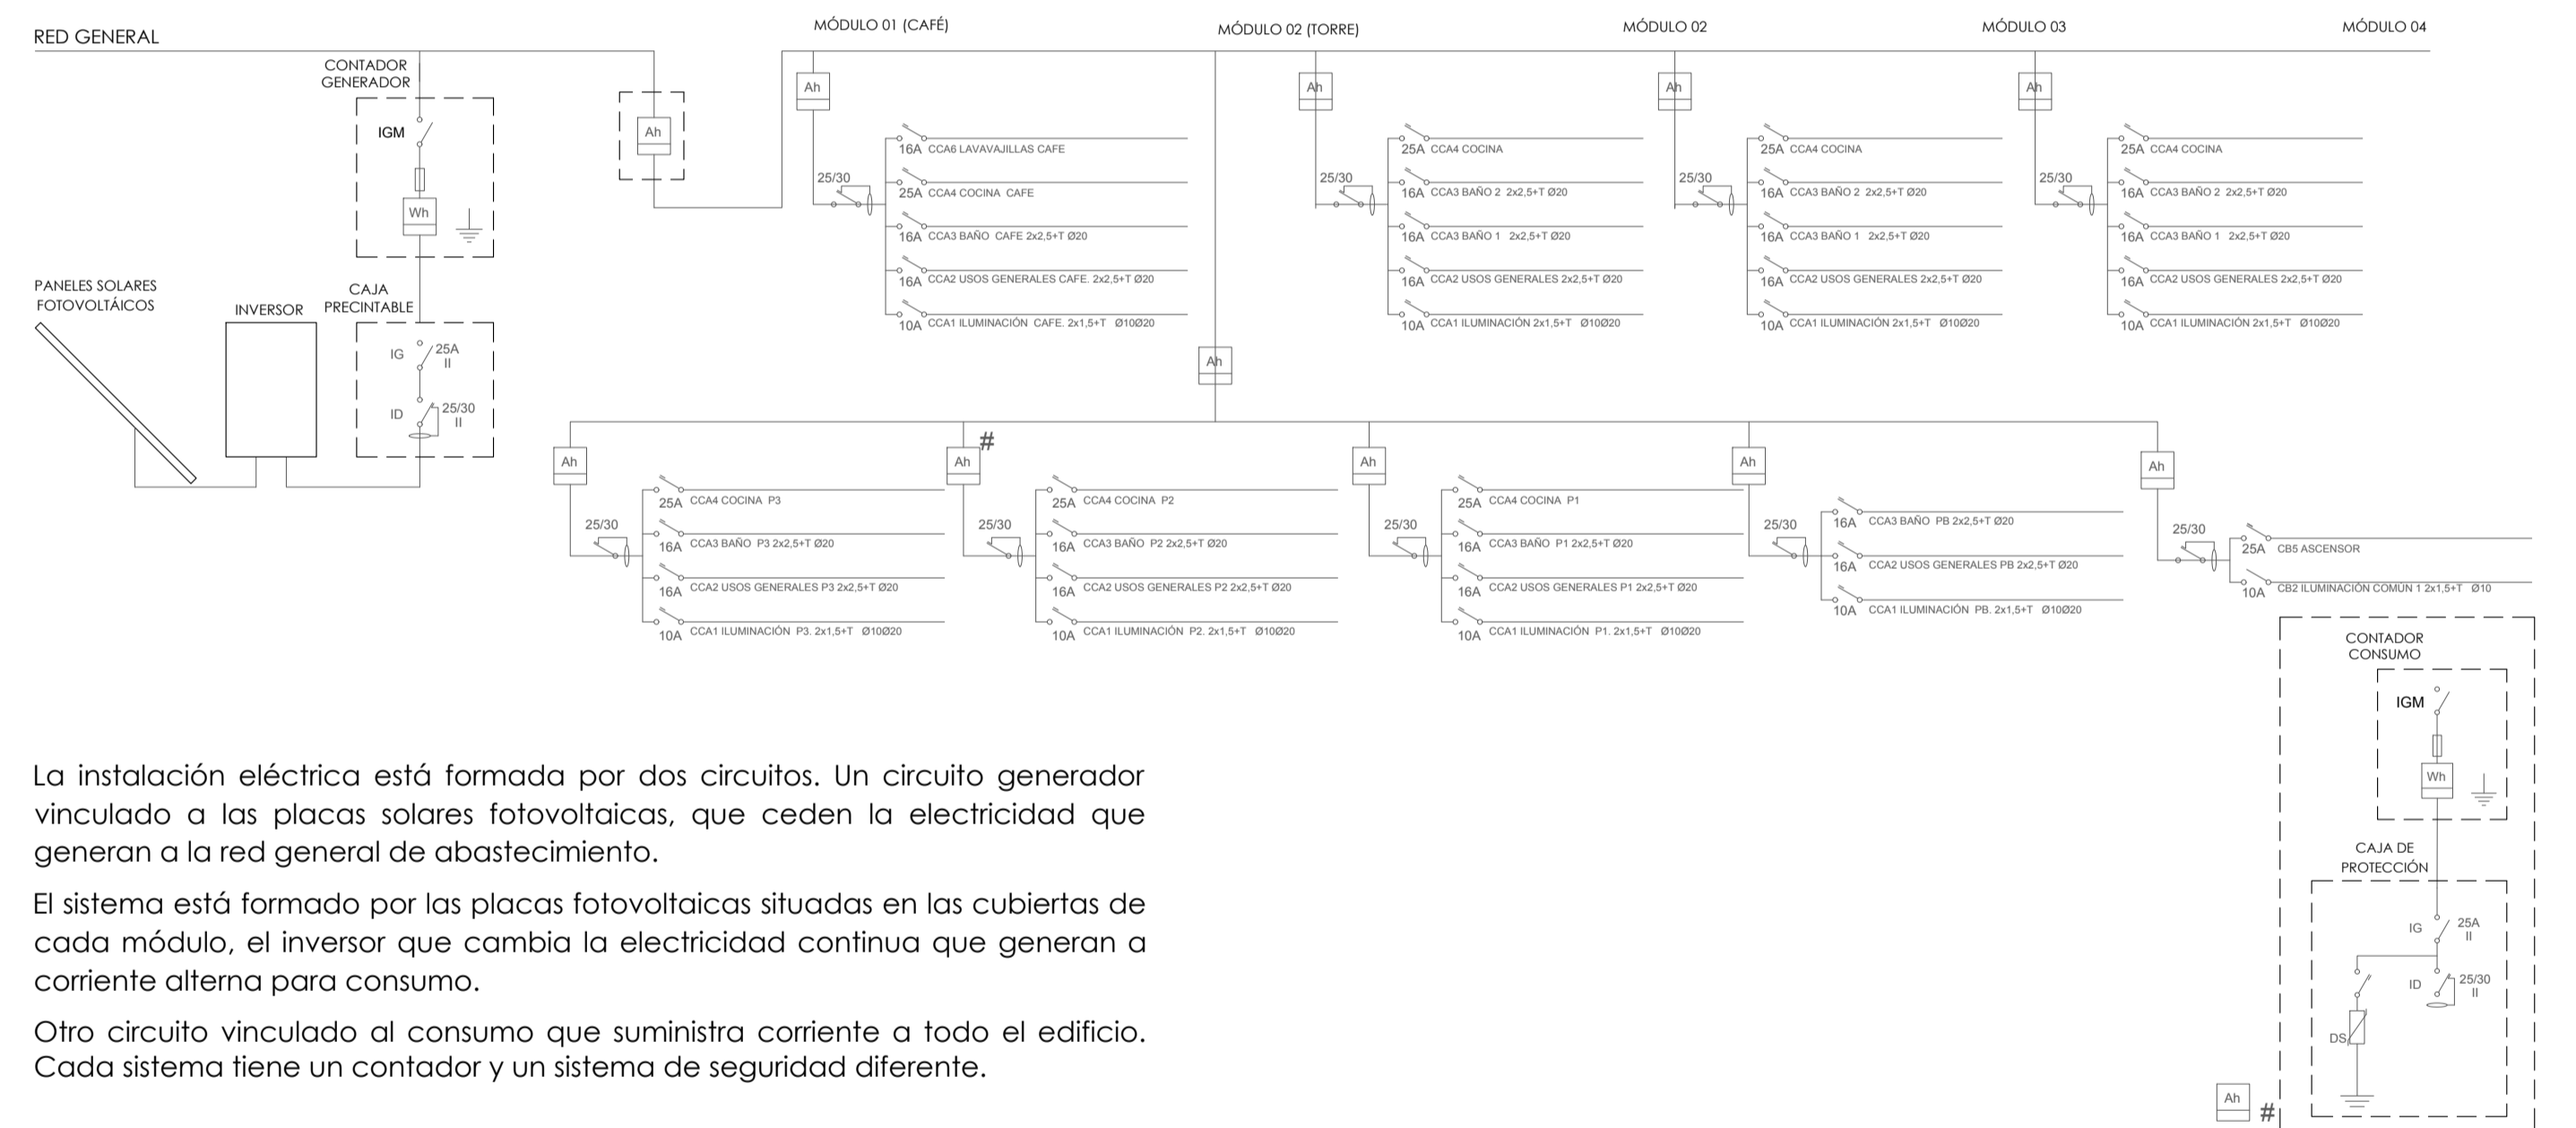 RED GENERAL
MÓDULO 01 (CAFÉ)
MÓDULO 02 (TORRE)
MÓDULO 02
MÓDULO 03
MÓDULO 04
CONTADOR
GENERADOR
IGM
Wh
PANELES SOLARES
FOTOVOLTÁICOS
INVERSOR
CAJA
PRECINTABLE
IG
25A
II
ID
25/30
II
Ah
Ah
25/30
16A CCA6 LAVAVAJILLAS CAFE
25A CCA4 COCINA CAFE
16A CCA3 BAÑO CAFE 2x2,5+T Ø20
16A CCA2 USOS GENERALES CAFE. 2x2,5+T Ø20
10A CCA1 ILUMINACIÓN CAFE. 2x1,5+T Ø10Ø20
Ah
Ah
25/30
25A CCA4 COCINA
16A CCA3 BAÑO 2 2x2,5+T Ø20
16A CCA3 BAÑO 1 2x2,5+T Ø20
16A CCA2 USOS GENERALES 2x2,5+T Ø20
10A CCA1 ILUMINACIÓN 2x1,5+T Ø10Ø20
Ah
25/30
25A CCA4 COCINA
16A CCA3 BAÑO 2 2x2,5+T Ø20
16A CCA3 BAÑO 1 2x2,5+T Ø20
16A CCA2 USOS GENERALES 2x2,5+T Ø20
10A CCA1 ILUMINACIÓN 2x1,5+T Ø10Ø20
Ah
25/30
25A CCA4 COCINA
16A CCA3 BAÑO 2 2x2,5+T Ø20
16A CCA3 BAÑO 1 2x2,5+T Ø20
16A CCA2 USOS GENERALES 2x2,5+T Ø20
10A CCA1 ILUMINACIÓN 2x1,5+T Ø10Ø20
Ah
25/30
25A CCA4 COCINA P3
16A CCA3 BAÑO P3 2x2,5+T Ø20
16A CCA2 USOS GENERALES P3 2x2,5+T Ø20
10A CCA1 ILUMINACIÓN P3. 2x1,5+T Ø10Ø20
Ah #
25/30
25A CCA4 COCINA P2
16A CCA3 BAÑO P2 2x2,5+T Ø20
16A CCA2 USOS GENERALES P2 2x2,5+T Ø20
10A CCA1 ILUMINACIÓN P2. 2x1,5+T Ø10Ø20
Ah
25/30
25A CCA4 COCINA P1
16A CCA3 BAÑO P1 2x2,5+T Ø20
16A CCA2 USOS GENERALES P1 2x2,5+T Ø20
10A CCA1 ILUMINACIÓN P1. 2x1,5+T Ø10Ø20
Ah
25/30
16A CCA3 BAÑO PB 2x2,5+T Ø20
16A CCA2 USOS GENERALES PB 2x2,5+T Ø20
10A CCA1 ILUMINACIÓN PB. 2x1,5+T Ø10Ø20
Ah
25/30
25A CB5 ASCENSOR
10A CB2 ILUMINACIÓN COMÚN 1 2x1,5+T Ø10
La instalación eléctrica está formada por dos circuitos. Un circuito generador
vinculado a las placas solares fotovoltaicas, que ceden la electricidad que
generan a la red general de abastecimiento.
El sistema está formado por las placas fotovoltaicas situadas en las cubiertas de
cada módulo, el inversor que cambia la electricidad continua que generan a
corriente alterna para consumo.
Otro circuito vinculado al consumo que suministra corriente a todo el edificio.
Cada sistema tiene un contador y un sistema de seguridad diferente.
CONTADOR
CONSUMO
IGM
Wh
CAJA DE
PROTECCIÓN
IG
25A
II
ID
25/30
II
DS
Ah #